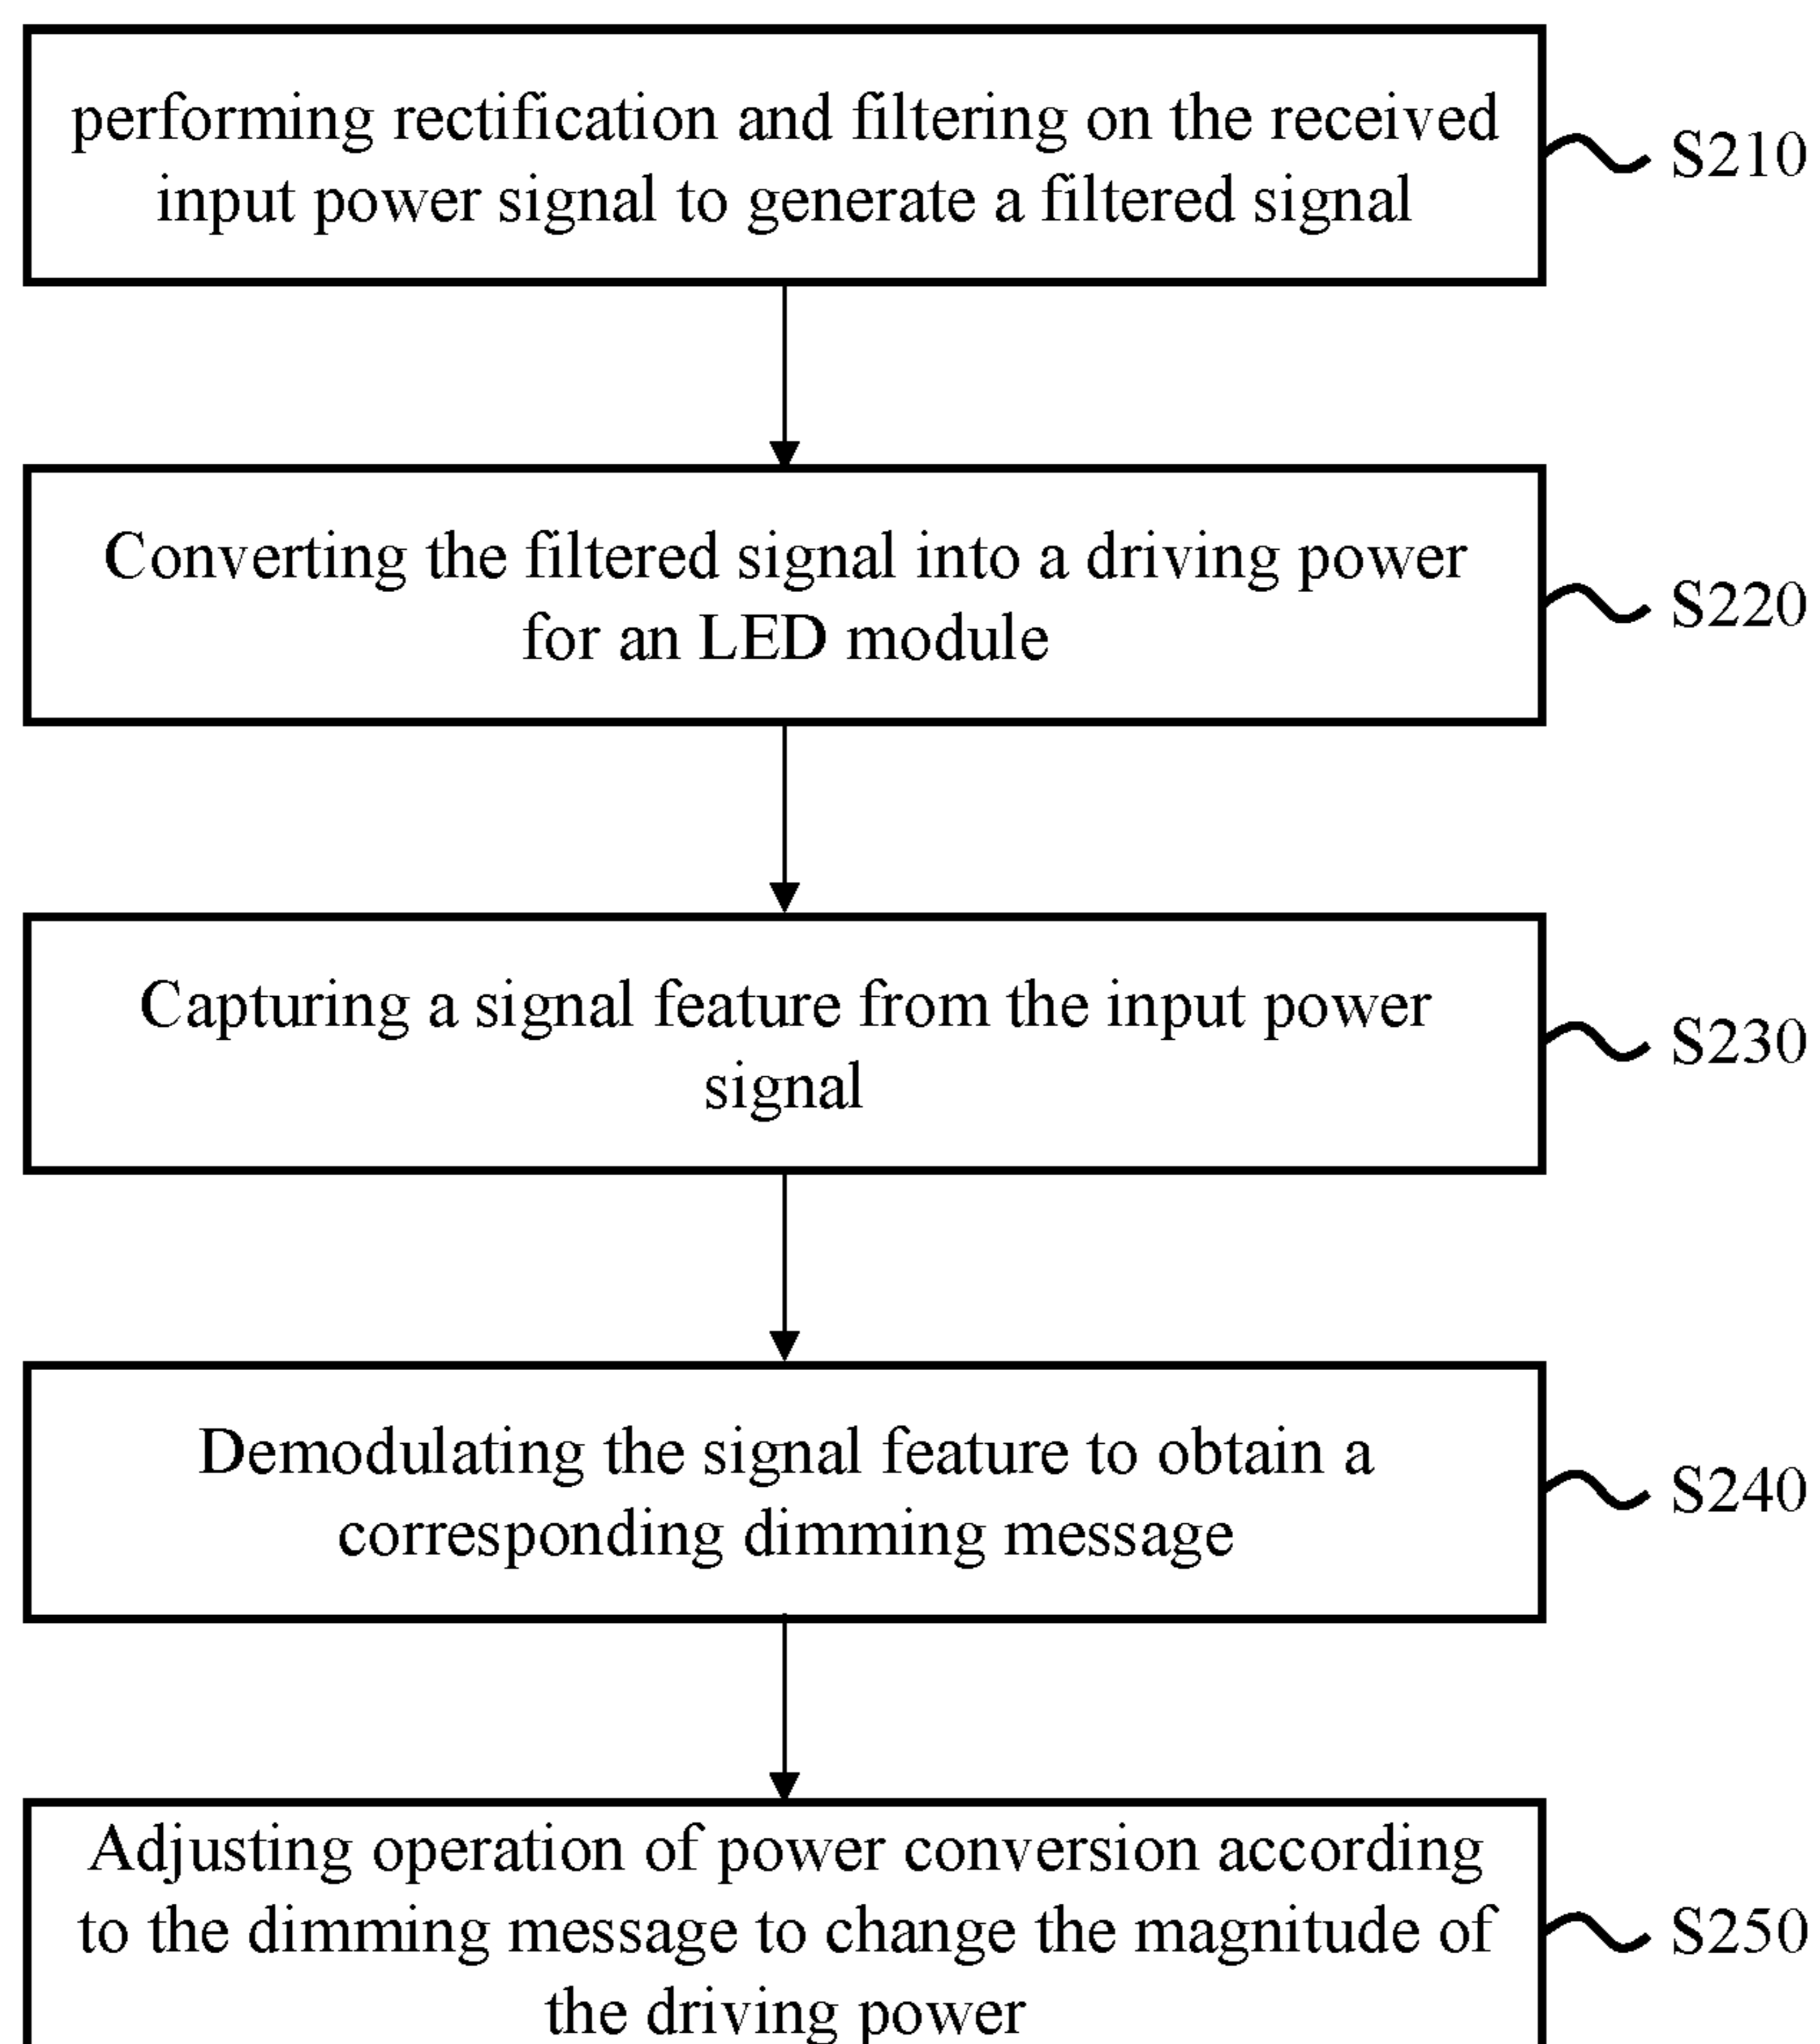 performing rectification and filtering on the received
input power signal to generate a filtered signal
S210
Converting the filtered signal into a driving power
for an LED module
S220
Capturing a signal feature from the input power
signal
S230
Demodulating the signal feature to obtain a
corresponding dimming message
S240
Adjusting operation of power conversion according
to the dimming message to change the magnitude of
the driving power
S250